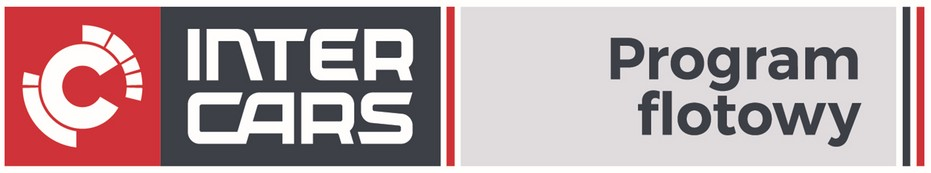 INTER
CARS
Program
flotowy